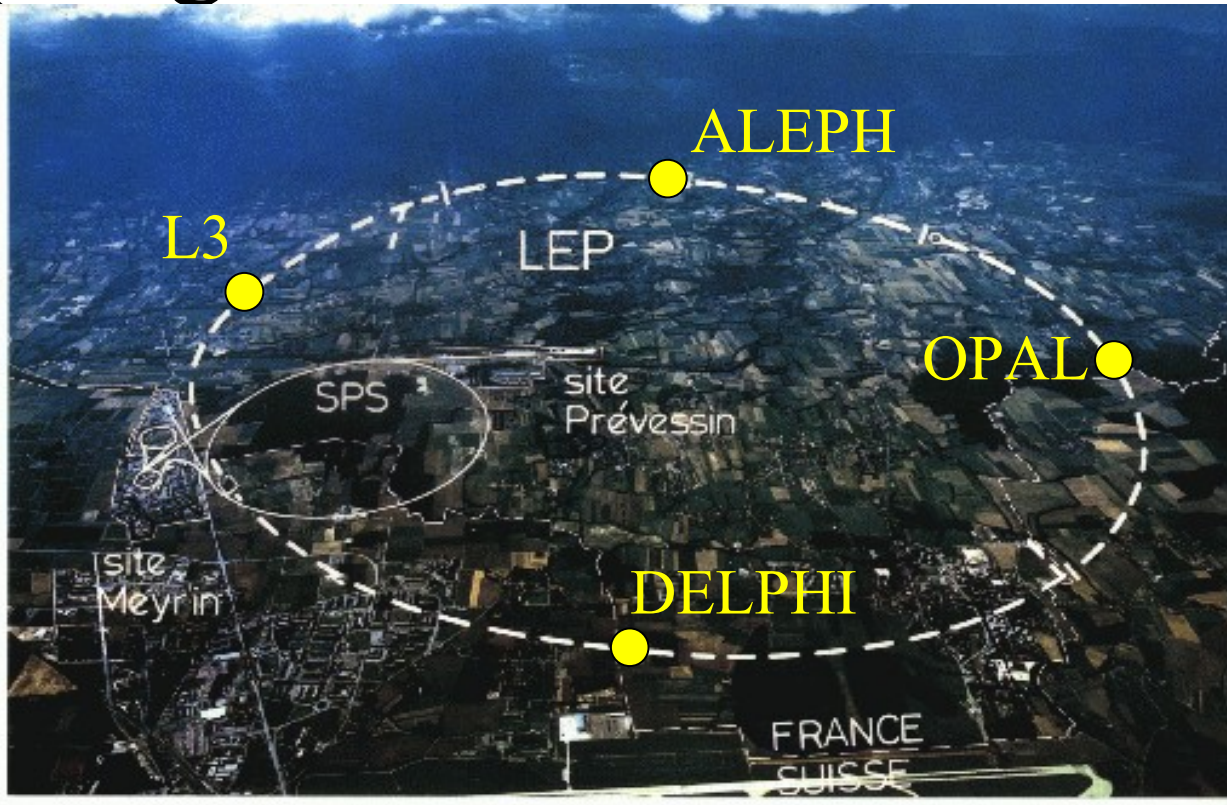 ALEPH
L3
LEP
OPAL
SPS
site
Prévessin
site
Meyrin
DELPHI
FRANCE
SUISSE